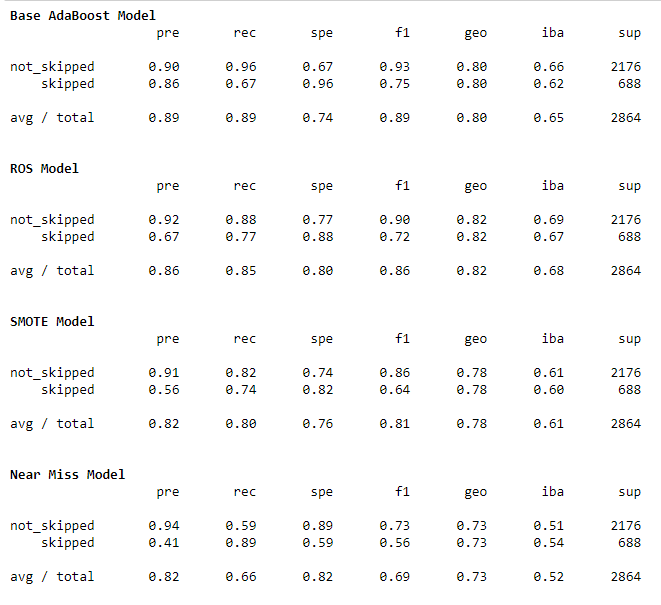 Base AdaBoost Model
pre rec spe f1 geo iba sup
not_skipped 0.90 0.96 0.67 0.93 0.80 0.66 2176
skipped 0.86 0.67 0.96 0.75 0.80 0.62 688
avg / total 0.89 0.89 0.74 0.89 0.80 0.65 2864
ROS Model
pre rec spe f1 geo iba sup
not_skipped 0.92 0.88 0.77 0.90 0.82 0.69 2176
skipped 0.67 0.77 0.88 0.72 0.82 0.67 688
avg / total 0.86 0.85 0.80 0.86 0.82 0.68 2864
SMOTE Model
pre rec spe f1 geo iba sup
not_skipped 0.91 0.82 0.74 0.86 0.78 0.61 2176
skipped 0.56 0.74 0.82 0.64 0.78 0.60 688
avg / total 0.82 0.80 0.76 0.81 0.78 0.61 2864
Near Miss Model
pre rec spe f1 geo iba sup
not_skipped 0.94 0.59 0.89 0.73 0.73 0.51 2176
skipped 0.41 0.89 0.59 0.56 0.73 0.54 688
avg / total 0.82 0.66 0.82 0.69 0.73 0.52 2864